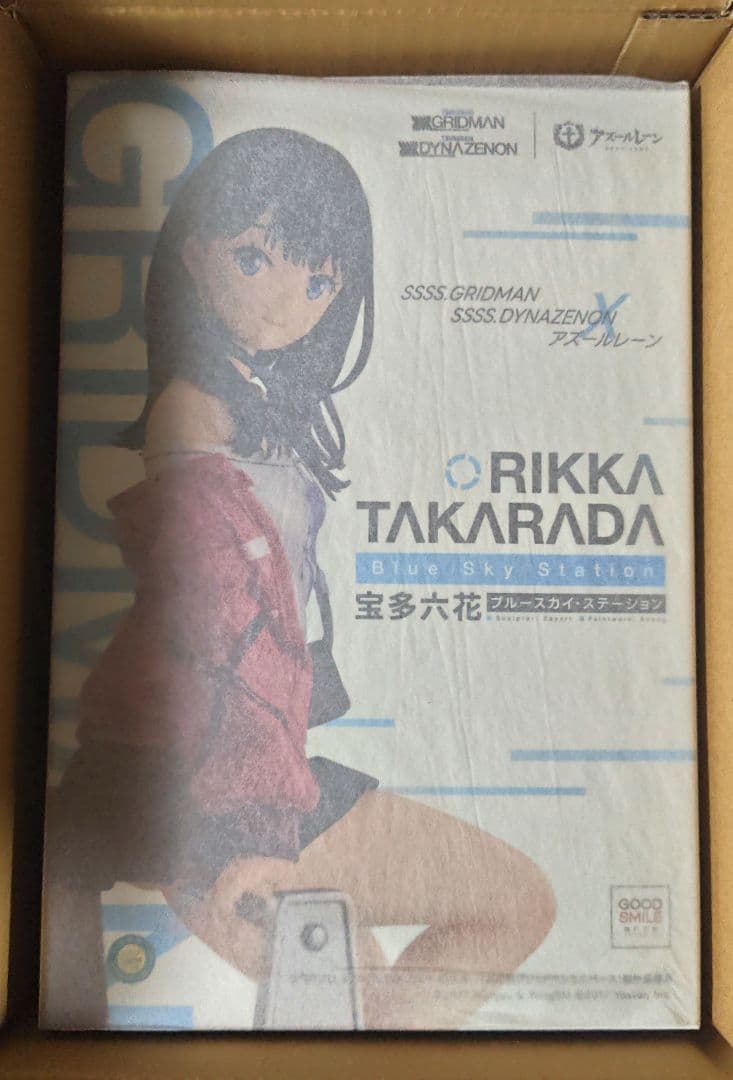 GRIDMAN
GRIDMAN
DYNAZENON
アズールレーン
SSSS.GRIDMAN
SSSS.DYNAZENON
X
アズールレーン
RIKKA
TAKARADA
Blue Sky Station
宝多六花
ブルースカイ・ステーション
GOOD
SMILE